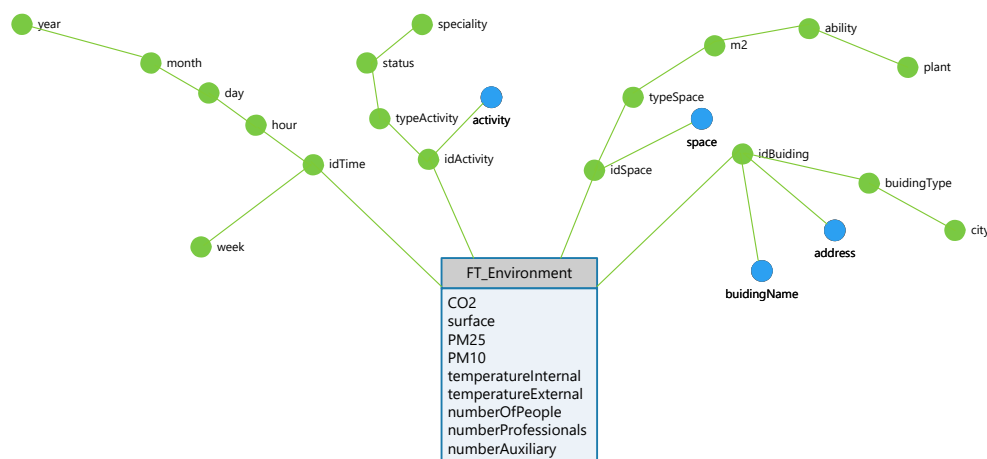 year
speciality
ability
m2
month
status
plant
day
typeSpace
activity
typeActivity
hour
space
idTime
idActivity
idSpace
idBuiding
buidingType
week
city
address
buidingName
FT_Environment
CO2
surface
PM25
PM10
temperatureInternal
temperatureExternal
numberOfPeople
numberProfessionals
numberAuxiliary